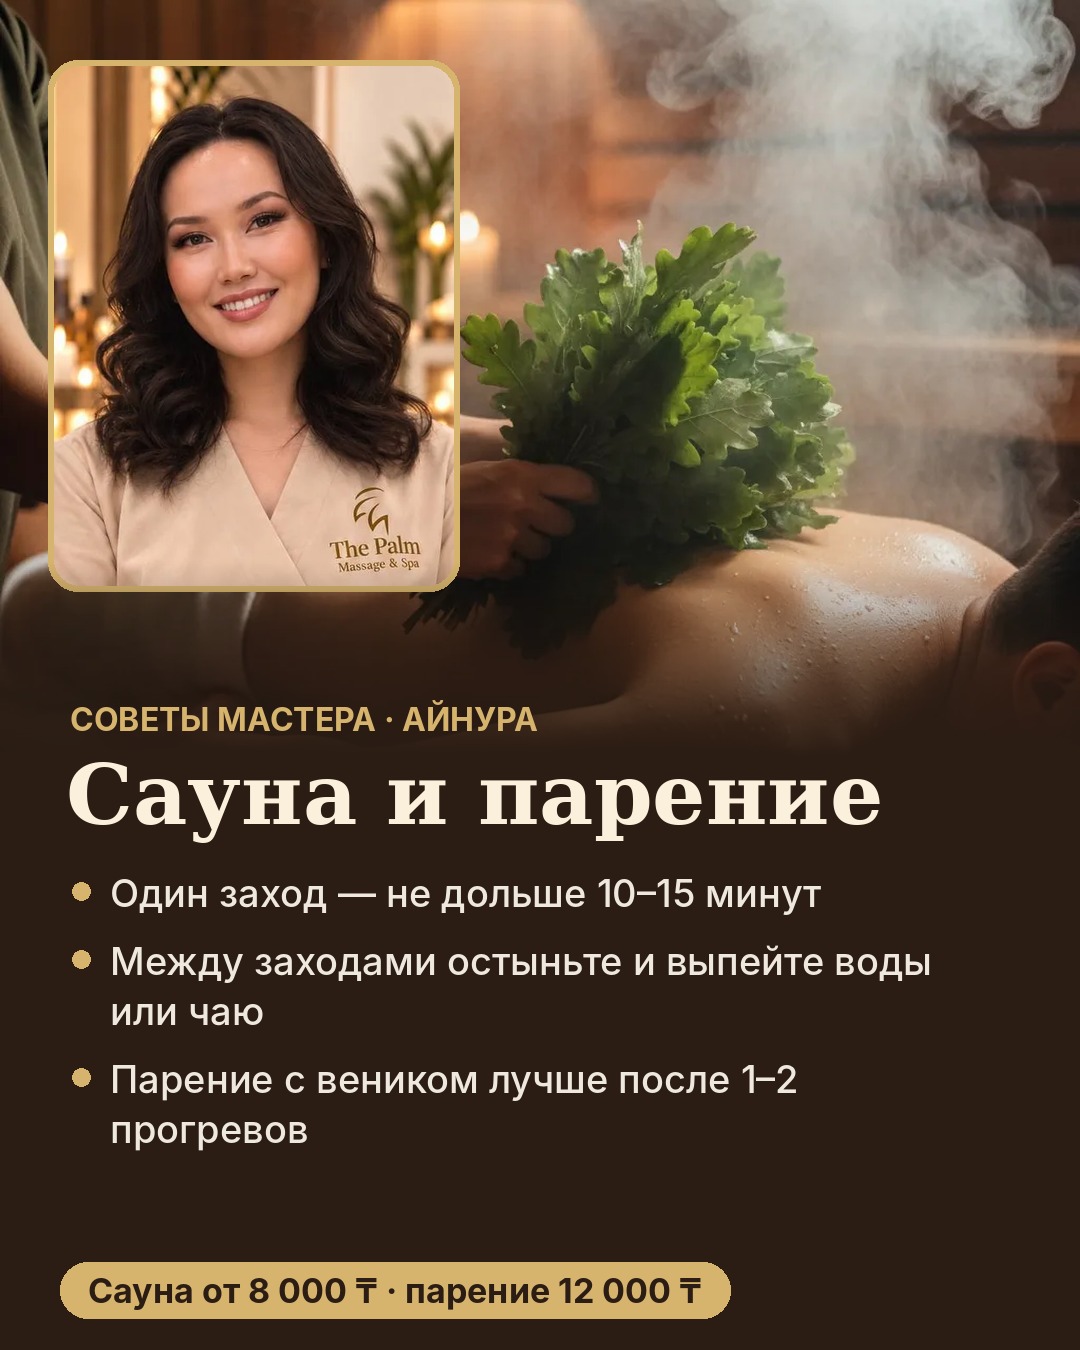 The Palm
Massage & Spa
СОВЕТЫ МАСТЕРА · АЙНУРА
Сауна и парение
Один заход — не дольше 10–15 минут
Между заходами остыньте и выпейте воды
или чаю
Парение с веником лучше после 1–2
прогревов
Сауна от 8 000 ₸ · парение 12 000 ₸